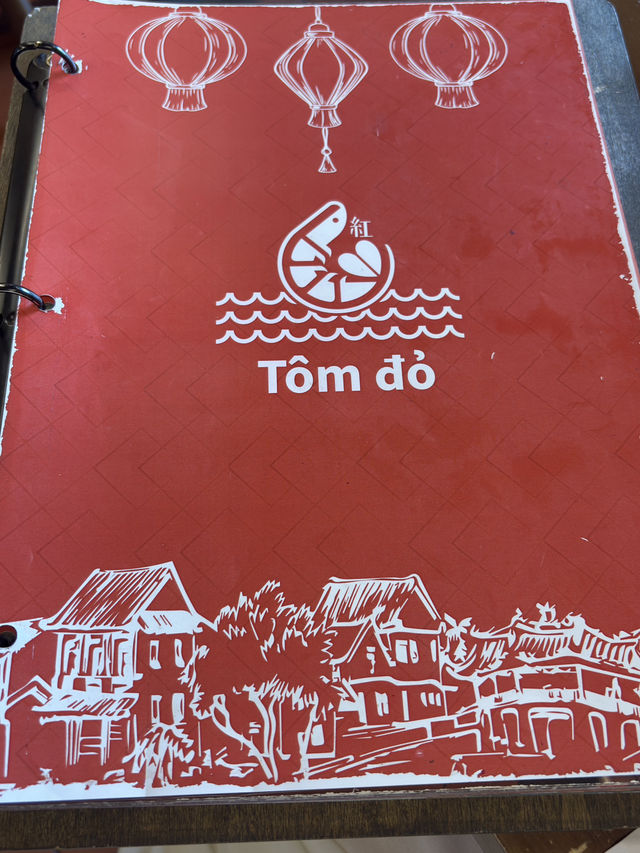 紅
Tôm đỏ